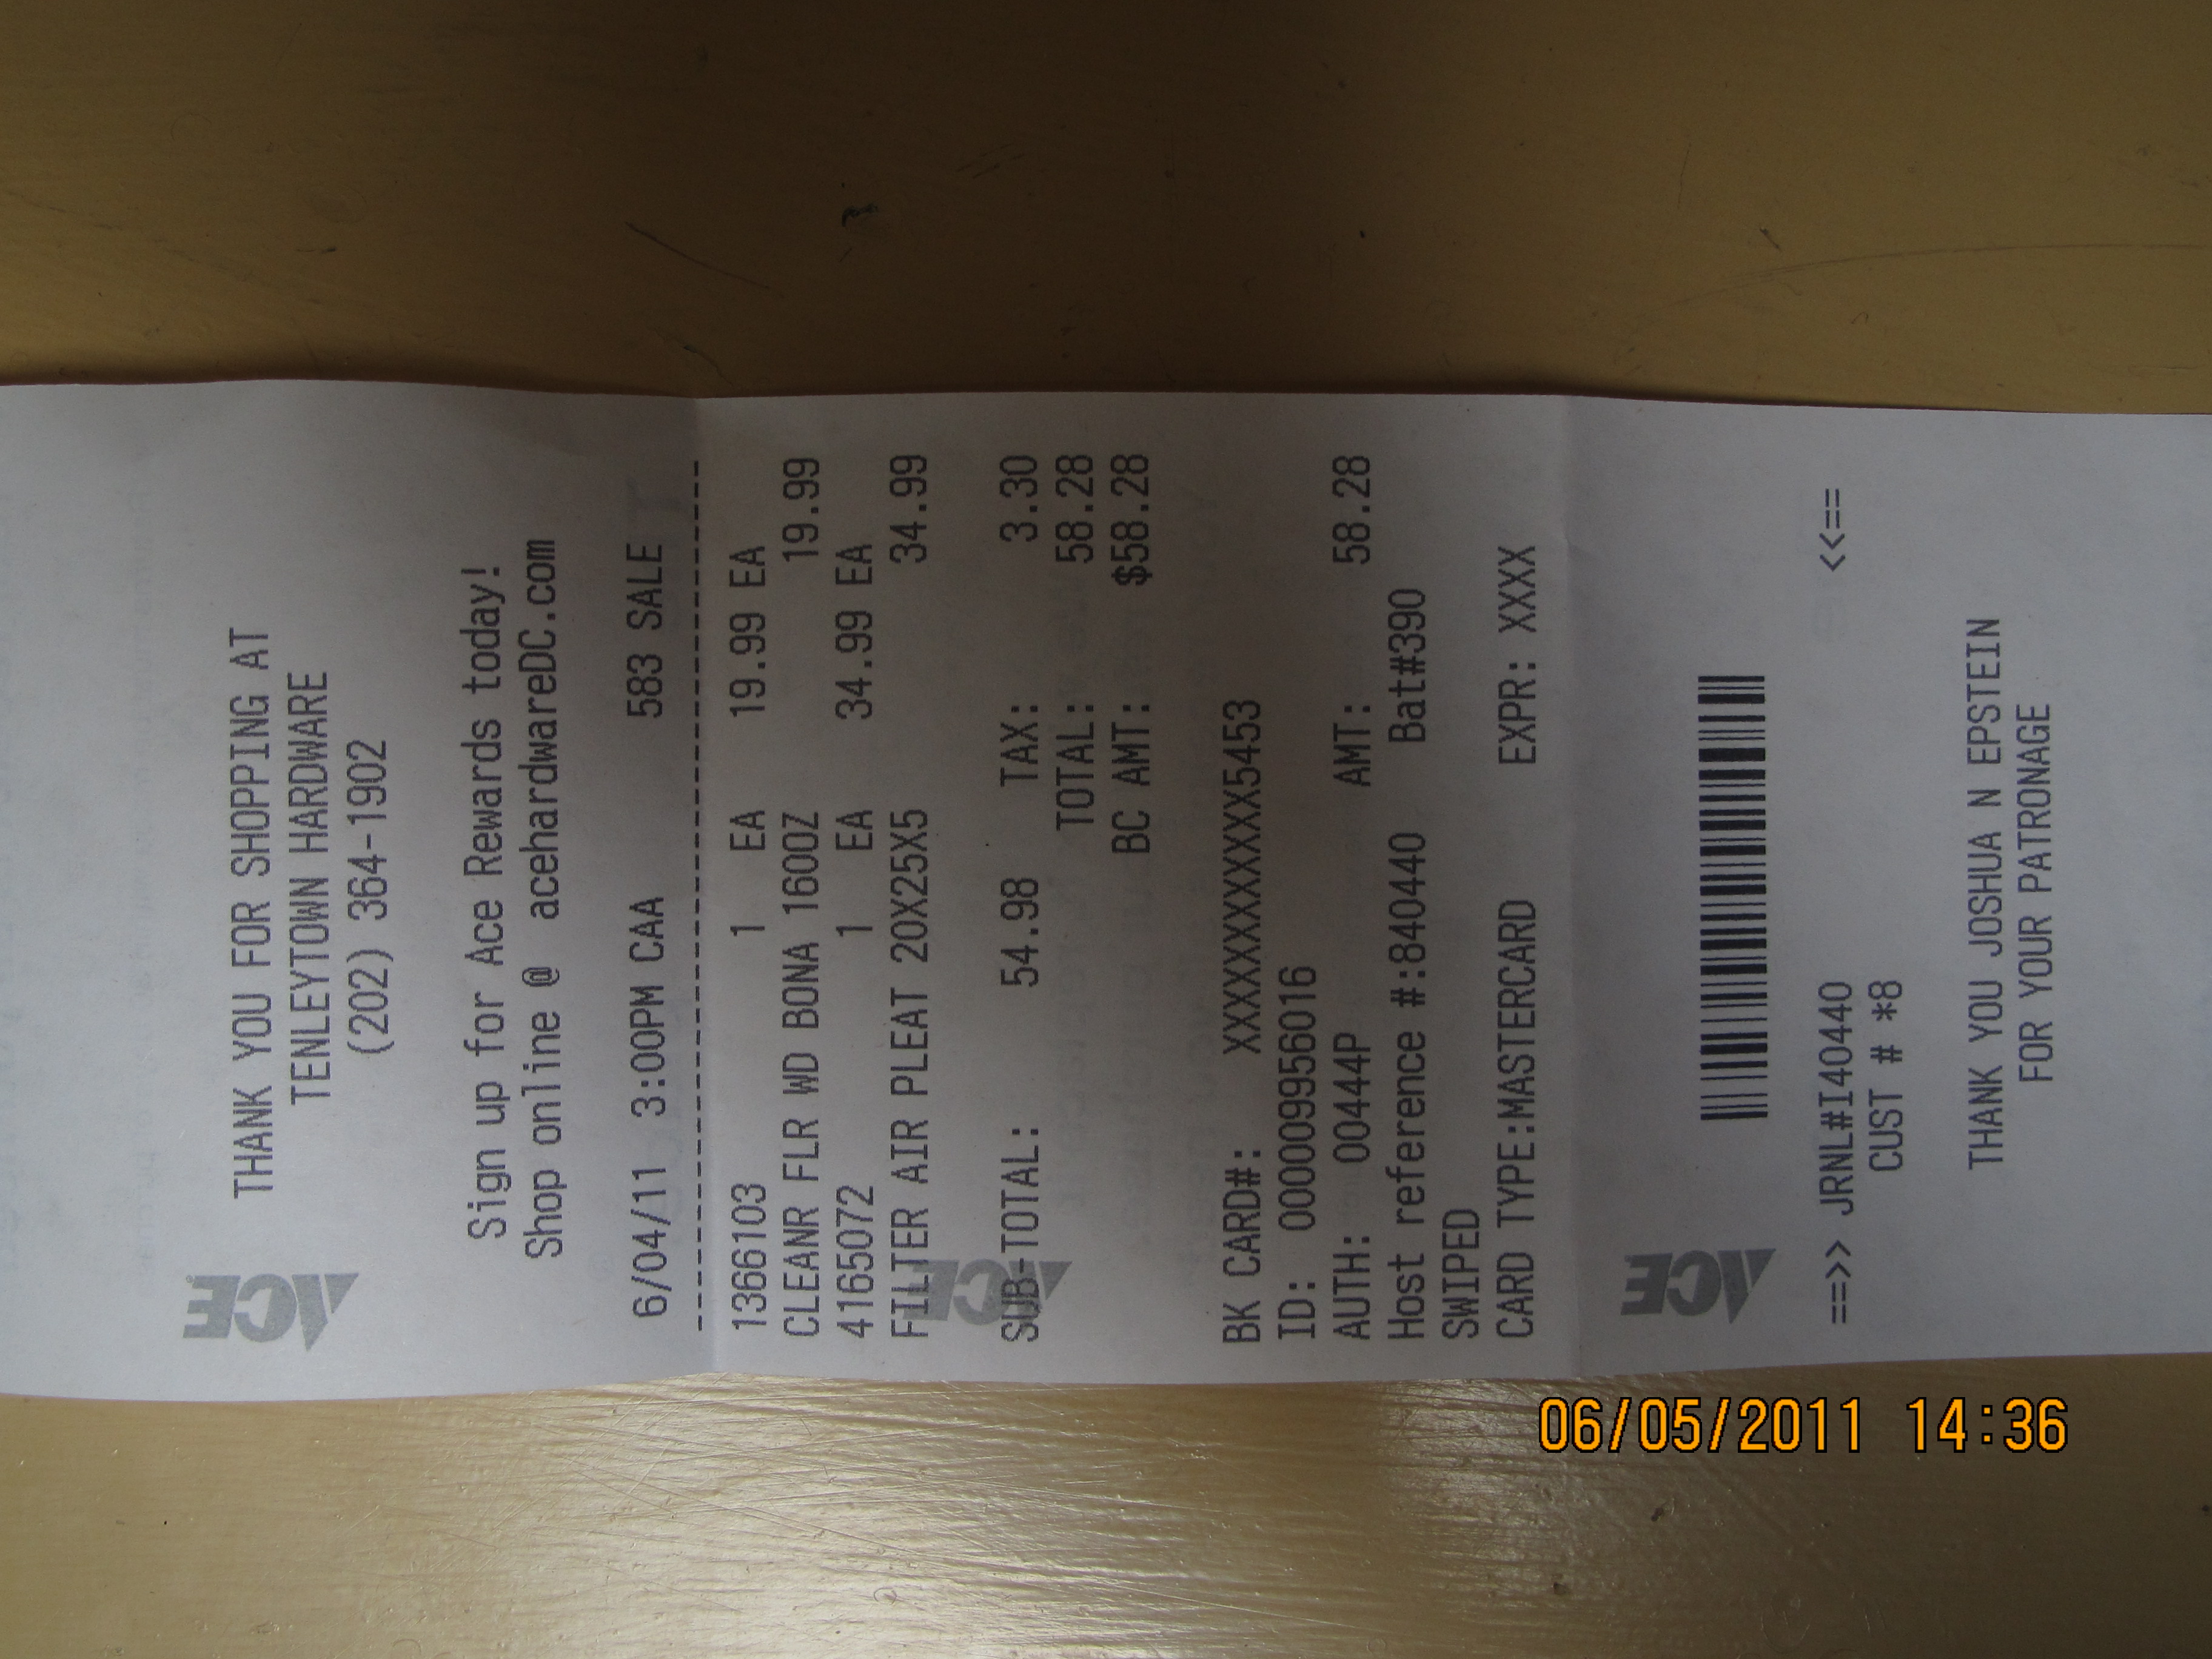 THANK YOU FOR SHOPPING AT
TENLEYTOWN HARDWARE
(202) 364-1902
Sign up for Ace Rewards today!
Shop online @ acehardwareDC.com
6/04/11 3:00PM CAA 583 SALE
------------------------------------------
1366103 1 EA 19.99 EA
CLEANR FLR WD BONA 160OZ 19.99
4165072 1 EA 34.99 EA
FILTER AIR PLEAT 20X25X5 34.99
SUB-TOTAL: 54.98 TAX: 3.30
TOTAL: 58.28
BC AMT: $58.28
BK CARD#: XXXXXXXXXXXX5453
ID: 000009956016
AUTH: 00444P AMT: 58.28
Host reference #:840440 Bat#390
SWIPED
CARD TYPE:MASTERCARD EXPR: XXXX
==>> JRNL#I40440 <<==
CUST # *8
THANK YOU JOSHUA N EPSTEIN
FOR YOUR PATRONAGE
ACE
ACE
ACE
06/05/2011 14:36